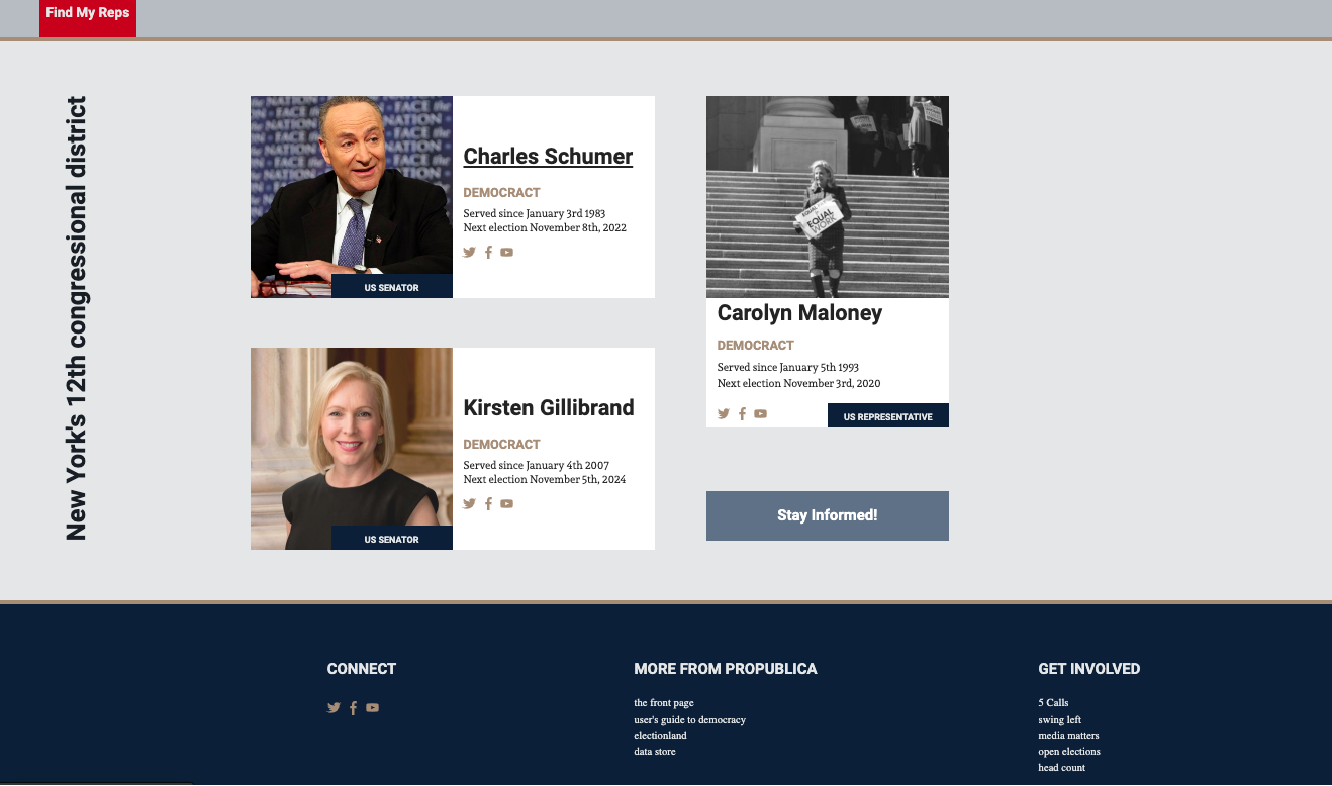 Find My Reps
New York's 12th congressional district
FACE the NATION
Charles Schumer
DEMOCRACT
Served since: January 3rd 1983
Next election November 8th, 2022
US SENATOR
Kirsten Gillibrand
DEMOCRACT
Served since: January 4th 2007
Next election November 5th, 2024
US SENATOR
EQUAL
WORK
Carolyn Maloney
DEMOCRACT
Served since January 5th 1993
Next election November 3rd, 2020
US REPRESENTATIVE
Stay Informed!
CONNECT
MORE FROM PROPUBLICA
the front page
user's guide to democracy
electionland
data store
GET INVOLVED
5 Calls
swing left
media matters
open elections
head count